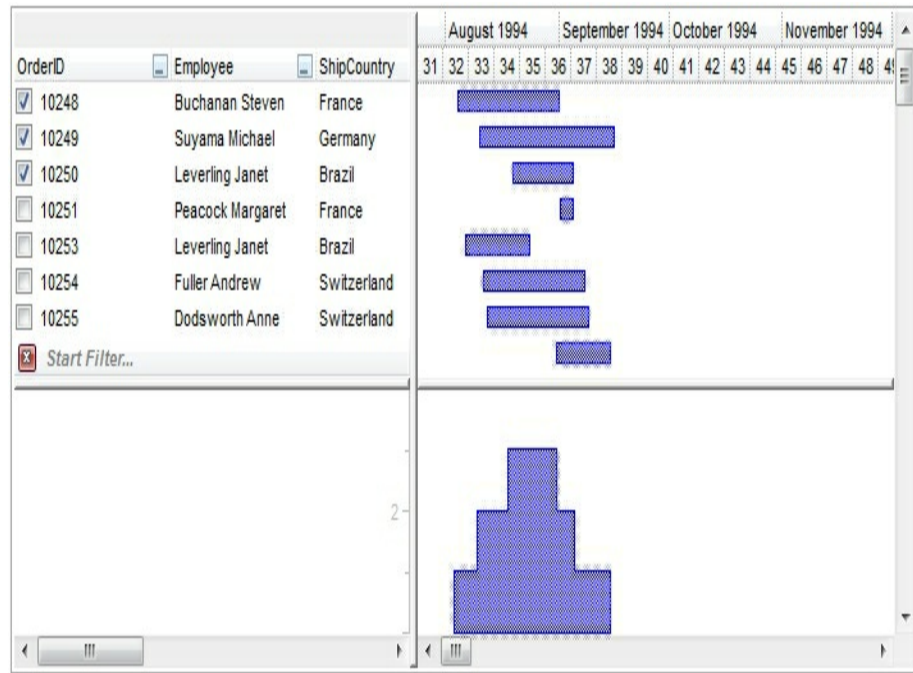 August 1994 September 1994 October 1994 November 1994
OrderID Employee ShipCountry 31 32 33 34 35 36 37 38 39 40 41 42 43 44 45 46 47 48
10248 Buchanan Steven France
10249 Suyama Michael Germany
10250 Leverling Janet Brazil
10251 Peacock Margaret France
10253 Leverling Janet Brazil
10254 Fuller Andrew Switzerland
10255 Dodsworth Anne Switzerland
Start Filter...
2